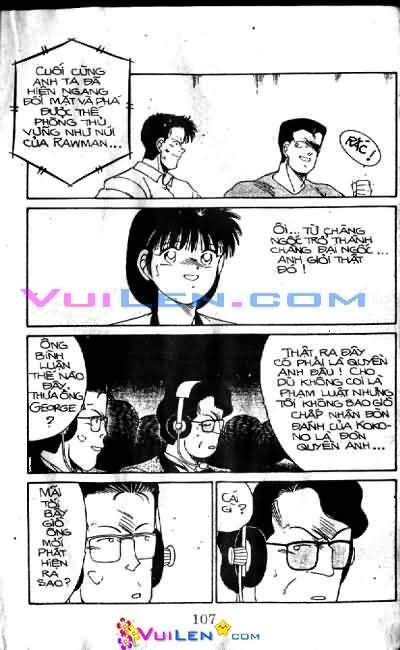 CUỐI CŨNG
ANH TA ĐÃ
HIÊN NGANG
ĐỐI MẶT VÀ PHÁ
ĐƯỢC THẾ
PHÒNG THỦ
VỮNG NHƯ NÚI
CỦA RAWMAN...
ÔI... TỪ CHÀNG
NGỐC TRỞ THÀNH
CHÀNG ĐẠI NGỐC...
ANH GIỎI THẬT
ĐÓ!
VUILEN.COM
ÔNG
BÌNH
LUẬN
THẾ NÀO
ĐÂY,
THƯA ÔNG
GEORGE
?
THẬT RA ĐÂY
CÓ PHẢI LÀ QUYỀN
ANH ĐÂU! CHO
DÙ KHÔNG COI LÀ
PHẠM LUẬT NHƯNG
TÔI KHÔNG BAO GIỜ
CHẤP NHẬN ĐÒN
ĐÁNH CỦA KOKO-
NO LÀ ĐÒN
QUYỀN ANH...
MÃI
TỚI
BÂY
GIỜ
ÔNG
MỚI
PHÁT
HIỆN
RA
SAO?
CÁI
GÌ?
107
VUILEN.COM